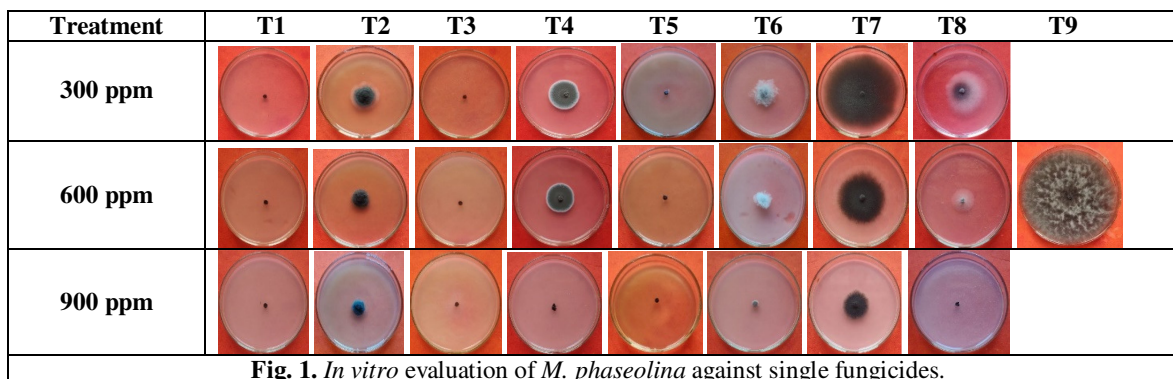 Treatment T1 T2 T3 T4 T5 T6 T7 T8 T9
300 ppm
600 ppm
900 ppm
Fig. 1. In vitro evaluation of M. phaseolina against single fungicides.